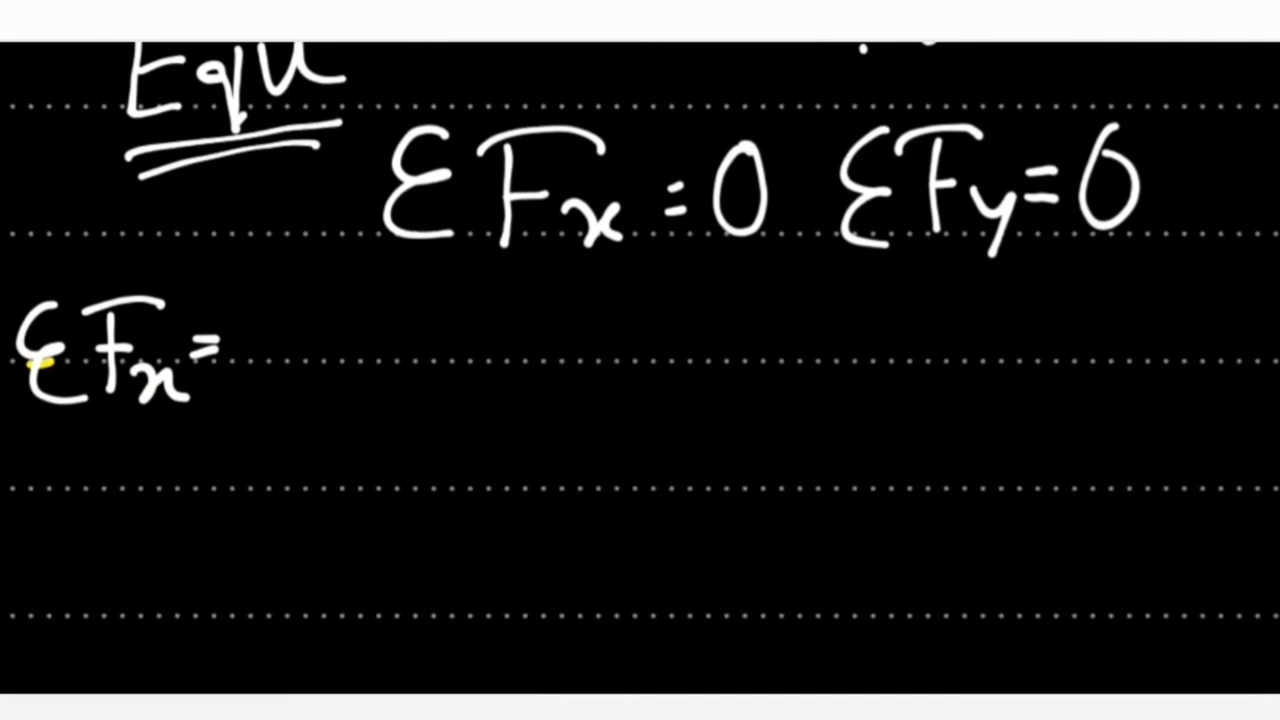 Equ
ΣFx = 0 ΣFy = 0
ΣFx =